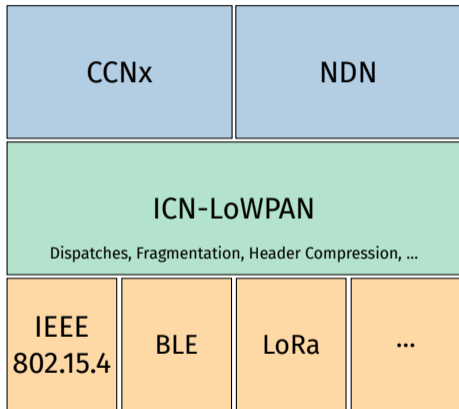 CCNx
NDN
ICN-LoWPAN
Dispatches, Fragmentation, Header Compression, ...
IEEE
802.15.4
BLE
LoRa
...